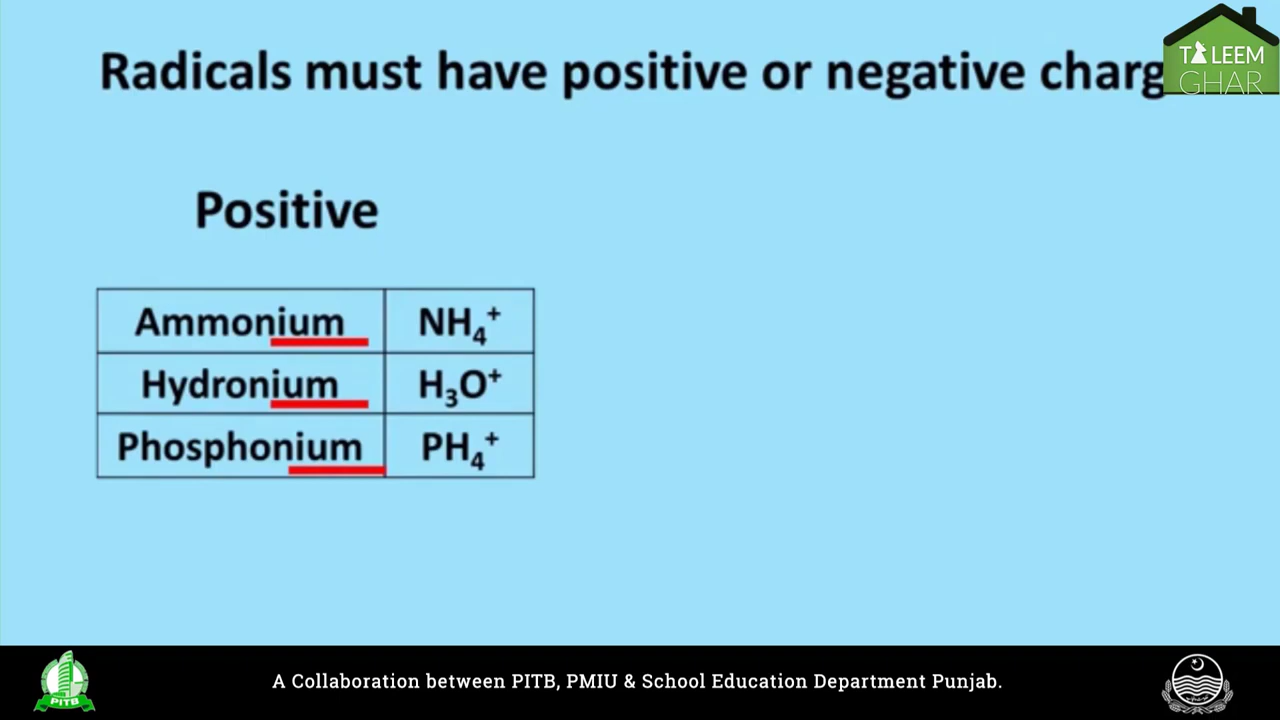 Radicals must have positive or negative charg
TALEEM
GHAR
Positive
Ammonium NH₄⁺
Hydronium H₃O⁺
Phosphonium PH₄⁺
PITB
A Collaboration between PITB, PMIU & School Education Department Punjab.